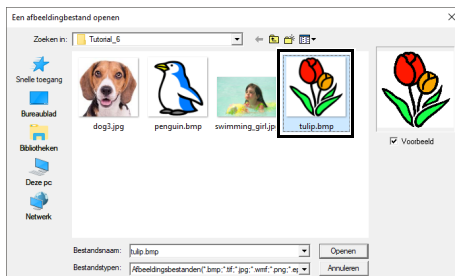 Een afbeeldingbestand openen
Zoeken in: Tutorial_6
Snelle toegang
Bureaublad
Bibliotheken
Deze pc
Netwerk
dog3.jpg penguin.bmp swimming_girl.jpg tulip.bmp
Voorbeeld
Bestandsnaam: tulip.bmp Openen
Bestandstypen: Afbeeldingsbestanden(*.bmp;*.tif;*.jpg;*.wmf;*.png;*.ep Annuleren